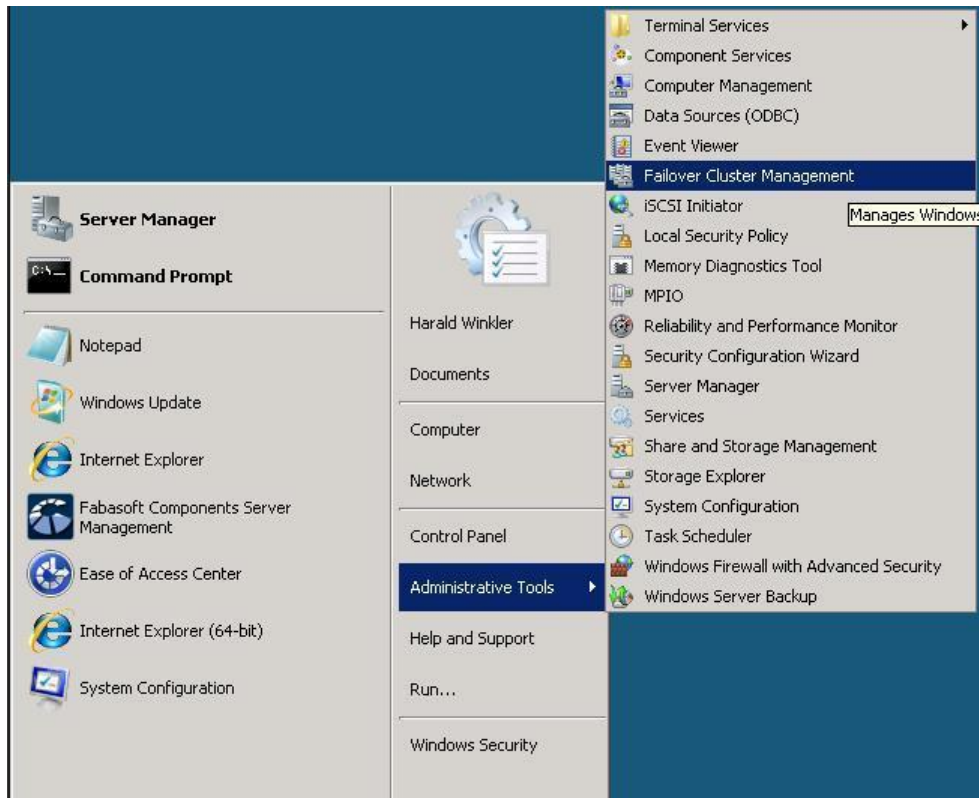 Server Manager
C:\
Command Prompt
Notepad
Windows Update
Internet Explorer
Fabasoft Components Server
Management
Ease of Access Center
Internet Explorer (64-bit)
System Configuration
Harald Winkler
Documents
Computer
Network
Control Panel
Administrative Tools
Help and Support
Run...
Windows Security
Terminal Services
Component Services
Computer Management
Data Sources (ODBC)
Event Viewer
Failover Cluster Management
iSCSI Initiator
Manages Windows
Local Security Policy
Memory Diagnostics Tool
MPIO
Reliability and Performance Monitor
Security Configuration Wizard
Server Manager
Services
Share and Storage Management
Storage Explorer
System Configuration
Task Scheduler
Windows Firewall with Advanced Security
Windows Server Backup